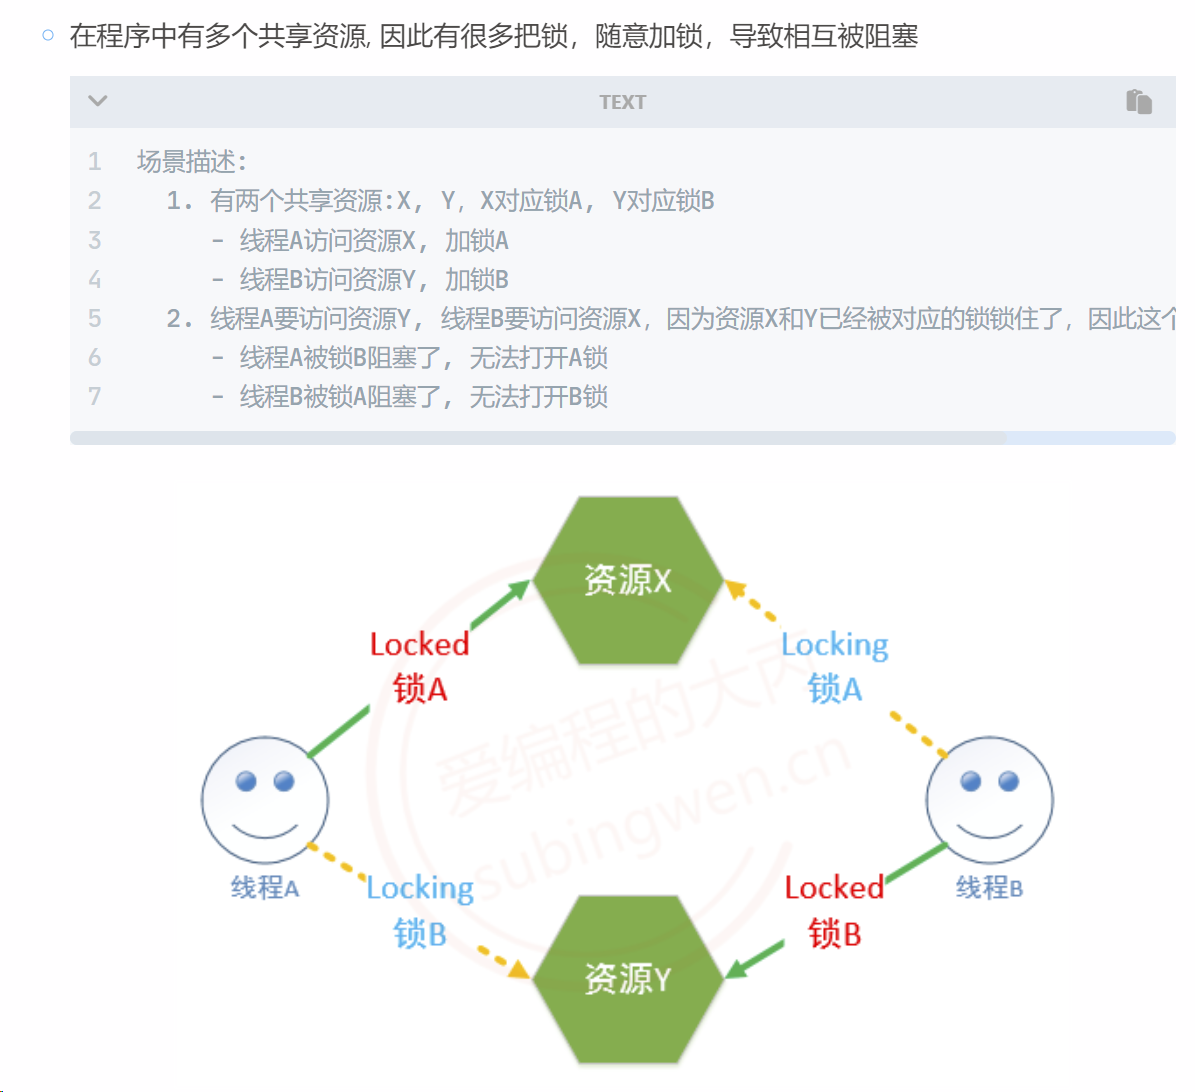 在程序中有多个共享资源, 因此有很多把锁，随意加锁，导致相互被阻塞
TEXT
1 场景描述:
2 1. 有两个共享资源:X, Y，X对应锁A, Y对应锁B
3 - 线程A访问资源X, 加锁A
4 - 线程B访问资源Y, 加锁B
5 2. 线程A要访问资源Y, 线程B要访问资源X，因为资源X和Y已经被对应的锁锁住了，因此这个
6 - 线程A被锁B阻塞了, 无法打开A锁
7 - 线程B被锁A阻塞了, 无法打开B锁
资源X
Locked
锁A
Locking
锁A
线程A
线程B
Locking
锁B
Locked
锁B
资源Y
爱编程的大丙
subingwen.cn